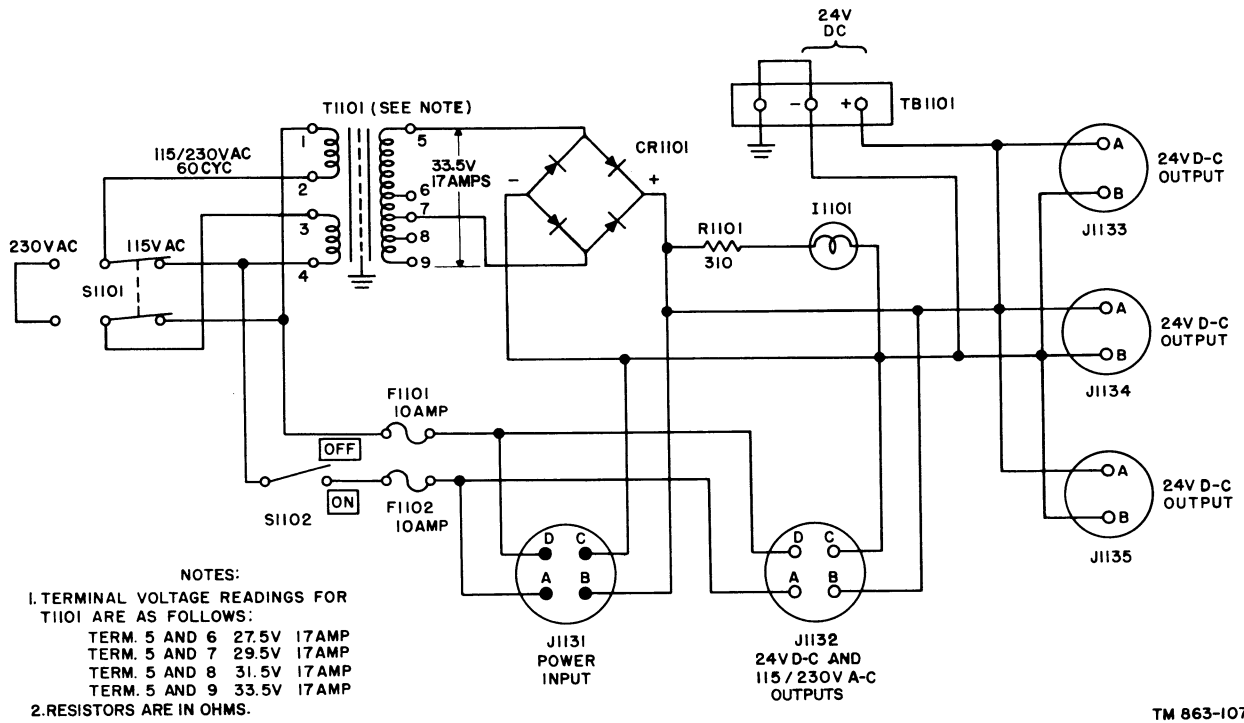 24V
DC
- +
TB1101
T1101 (SEE NOTE)
1
2
3
4
5
6
7
8
9
115/230VAC
60CYC
33.5V
17AMPS
CR1101
- +
R1101
310
I1101
A
B
24V D-C
OUTPUT
J1133
230VAC
115VAC
S1101
A
B
24V D-C
OUTPUT
J1134
F1101
10AMP
OFF
ON
S1102
F1102
10AMP
A
B
24V D-C
OUTPUT
J1135
D C
A B
J1131
POWER
INPUT
D C
A B
J1132
24V D-C AND
115/230V A-C
OUTPUTS
NOTES:
1. TERMINAL VOLTAGE READINGS FOR
T1101 ARE AS FOLLOWS:
TERM. 5 AND 6 27.5V 17AMP
TERM. 5 AND 7 29.5V 17AMP
TERM. 5 AND 8 31.5V 17AMP
TERM. 5 AND 9 33.5V 17AMP
2. RESISTORS ARE IN OHMS.
TM 863-107